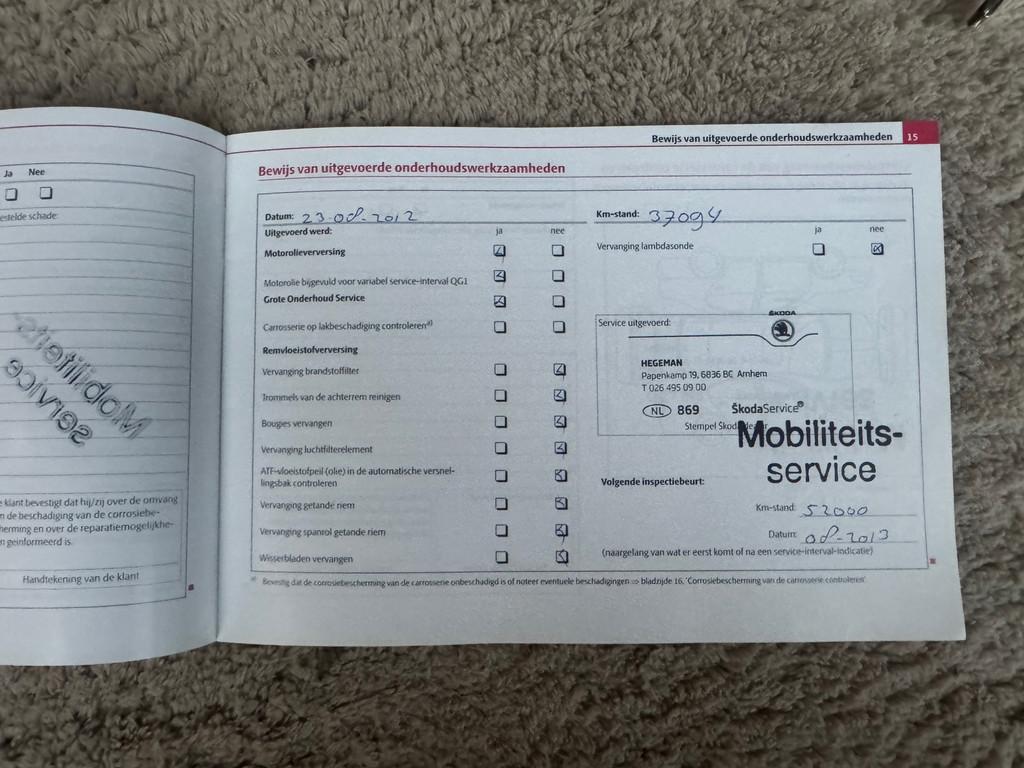 Ja Nee
estelde schade:
Mobiliteits-
service
e klant bevestigt dat hij/zij over de omvang
n de beschadiging van de corrosiebe-
herming en over de reparatiemogelijkhe-
n geinformeerd is.
Handtekening van de klant
Bewijs van uitgevoerde onderhoudswerkzaamheden 15
Bewijs van uitgevoerde onderhoudswerkzaamheden
Datum: 23-08-2012
Uitgevoerd werd: ja nee
Motorolieverversing
Motorolie bijgevuld voor variabel service-interval QG1
Grote Onderhoud Service
Carrosserie op lakbeschadiging controleren a)
Remvloeistofverversing
Vervanging brandstoffilter
Trommels van de achterrem reinigen
Bougies vervangen
Vervanging luchtfilterelement
ATF-vloeistofpeil (olie) in de automatische versnel-
lingsbak controleren
Vervanging getande riem
Vervanging spanrol getande riem
Wisserbladen vervangen
Km-stand: 37094
ja nee
Vervanging lambdasonde
ŠKODA
Service uitgevoerd:
HEGEMAN
Papenkamp 19, 6836 BC Arnhem
T 026 495 09 00
NL 869 ŠkodaService®
Stempel Škoda
Mobiliteits-
service
Volgende inspectiebeurt:
Km-stand: 52000
Datum: 08-2013
(naargelang van wat er eerst komt of na een service-interval-indicatie)
a) Bevestig dat de corrosiebescherming van de carrosserie onbeschadigd is of noteer eventuele beschadigingen ⇒ bladzijde 16, 'Corrosiebescherming van de carrosserie controleren'.